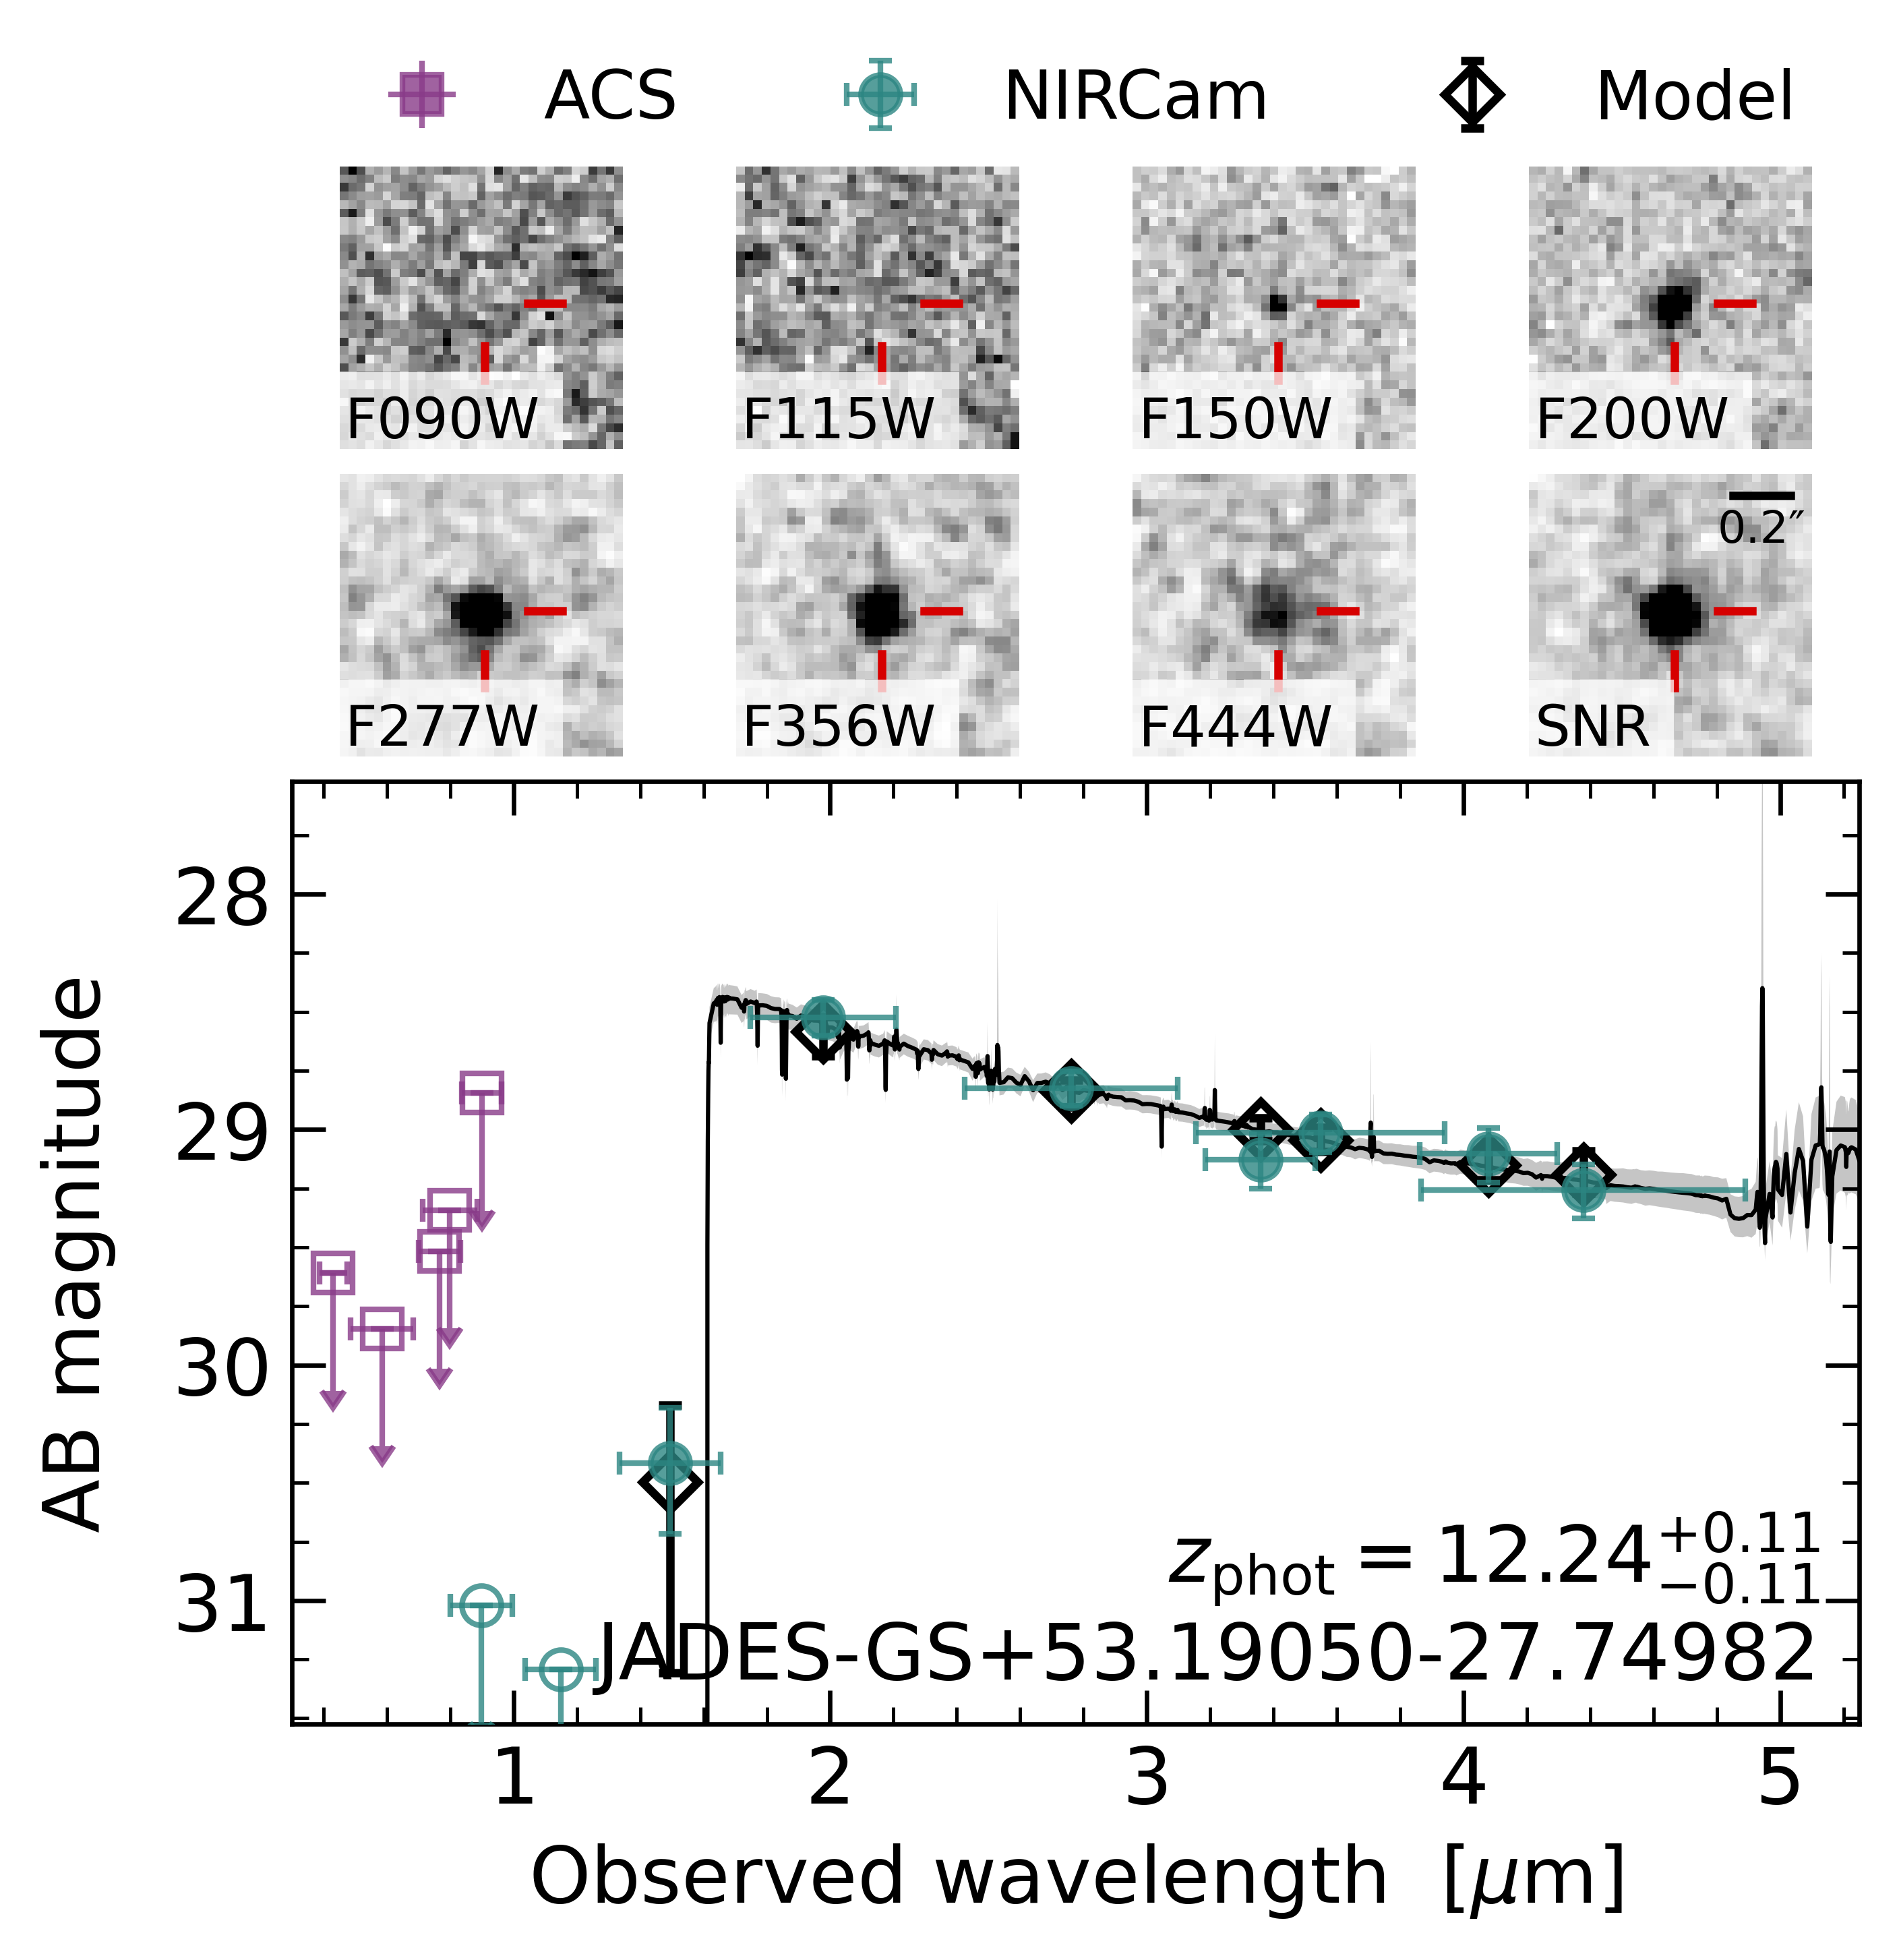 ACS NIRCam Model
F090W F115W F150W F200W
0.2″
F277W F356W F444W SNR
28
29
30
31
AB magnitude
z_phot = 12.24 +0.11 −0.11
JADES-GS+53.19050-27.74982
1 2 3 4 5
Observed wavelength [μm]